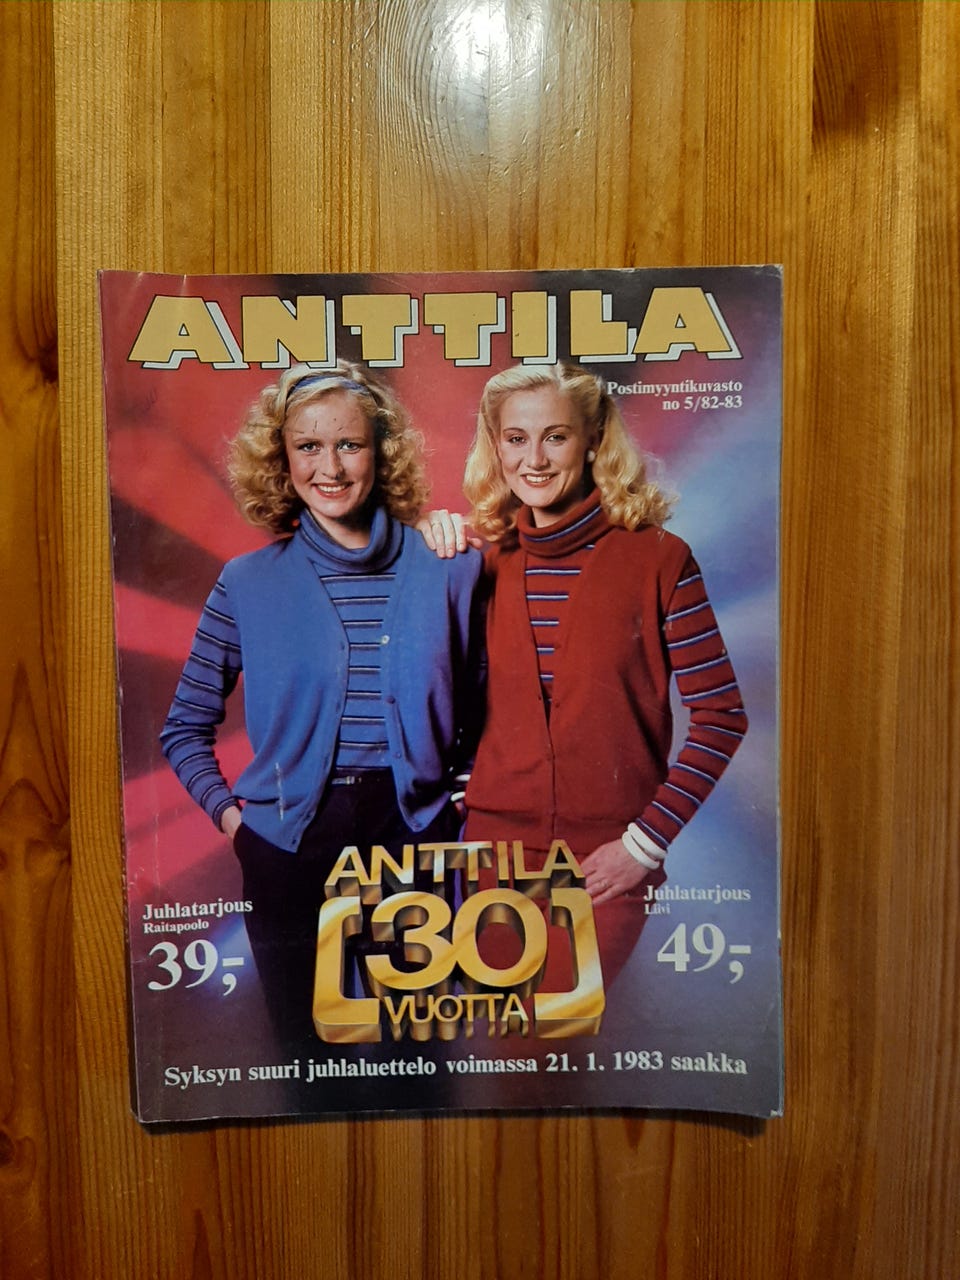 ANTTILA
Postimyyntikuvasto
no 5/82-83
Juhlatarjous
Raitapoolo
39,-
ANTTILA
30
VUOTTA
Juhlatarjous
Liivi
49,-
Syksyn suuri juhlaluettelo voimassa 21. 1. 1983 saakka